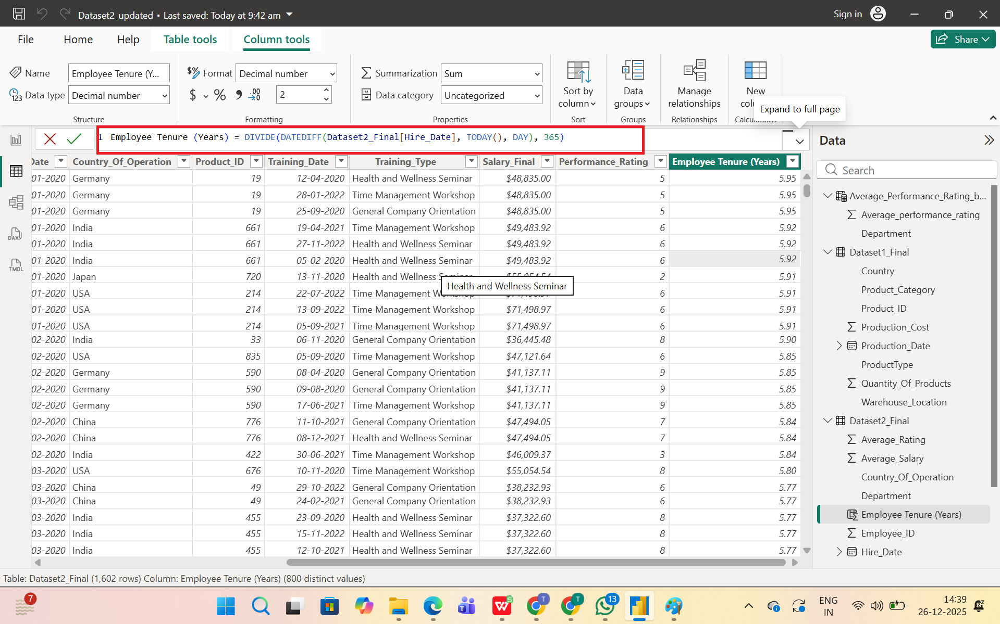 Dataset2_updated • Last saved: Today at 9:42 am
Sign in
File Home Help Table tools Column tools
Share
Name Employee Tenure (Y...
Data type Decimal number
Structure
$% Format Decimal number
$ % 2
Formatting
Summarization Sum
Data category Uncategorized
Properties
Sort by
column
Sort
Data
groups
Groups
Manage
relationships
Relationships
New
Calculations
Expand to full page
1 Employee Tenure (Years) = DIVIDE(DATEDIFF(Dataset2_Final[Hire_Date], TODAY(), DAY), 365)
Date Country_Of_Operation Product_ID Training_Date Training_Type Salary_Final Performance_Rating Employee Tenure (Years)
01-2020 Germany 19 12-04-2020 Health and Wellness Seminar $48,835.00 5 5.95
01-2020 Germany 19 28-01-2022 Time Management Workshop $48,835.00 5 5.95
01-2020 Germany 19 25-09-2020 General Company Orientation $48,835.00 5 5.95
01-2020 India 661 19-04-2021 Time Management Workshop $49,483.92 6 5.92
01-2020 India 661 27-11-2022 Health and Wellness Seminar $49,483.92 6 5.92
01-2020 India 661 05-02-2020 Health and Wellness Seminar $49,483.92 6 5.92
01-2020 Japan 720 13-11-2020 Health and Wellness Seminar $55,054.54 2 5.91
Health and Wellness Seminar
01-2020 USA 214 22-07-2022 Time Management Workshop 6 5.91
01-2020 USA 214 13-09-2022 Time Management Workshop $71,498.97 6 5.91
01-2020 USA 214 05-09-2021 Time Management Workshop $71,498.97 6 5.91
02-2020 India 33 06-11-2020 General Company Orientation $36,445.48 8 5.90
02-2020 USA 835 05-09-2020 Time Management Workshop $47,121.64 6 5.85
02-2020 Germany 590 08-04-2020 General Company Orientation $41,137.11 9 5.85
02-2020 Germany 590 09-08-2020 General Company Orientation $41,137.11 9 5.85
02-2020 Germany 590 17-06-2021 Time Management Workshop $41,137.11 9 5.85
02-2020 China 776 11-10-2021 General Company Orientation $47,494.05 7 5.84
02-2020 China 776 08-12-2021 Health and Wellness Seminar $47,494.05 7 5.84
02-2020 India 422 30-06-2021 Time Management Workshop $46,009.37 3 5.84
03-2020 USA 676 10-11-2020 Time Management Workshop $55,054.54 8 5.80
03-2020 China 49 29-10-2022 General Company Orientation $38,232.93 6 5.77
03-2020 China 49 24-02-2021 General Company Orientation $38,232.93 6 5.77
03-2020 India 455 23-09-2020 Health and Wellness Seminar $37,322.60 8 5.77
03-2020 India 455 15-11-2022 Health and Wellness Seminar $37,322.60 8 5.77
03-2020 India 455 12-10-2021 Health and Wellness Seminar $37,322.60 8 5.77
DAX
TMDL
Data
Search
Average_Performance_Rating_b...
Average_performance_rating
Department
Dataset1_Final
Country
Product_Category
Product_ID
Production_Cost
Production_Date
ProductType
Quantity_Of_Products
Warehouse_Location
Dataset2_Final
Average_Rating
Average_Salary
Country_Of_Operation
Department
Employee Tenure (Years)
Employee_ID
Hire_Date
Table: Dataset2_Final (1,602 rows) Column: Employee Tenure (Years) (800 distinct values)
7
T
T
13
ENG
IN
14:39
26-12-2025